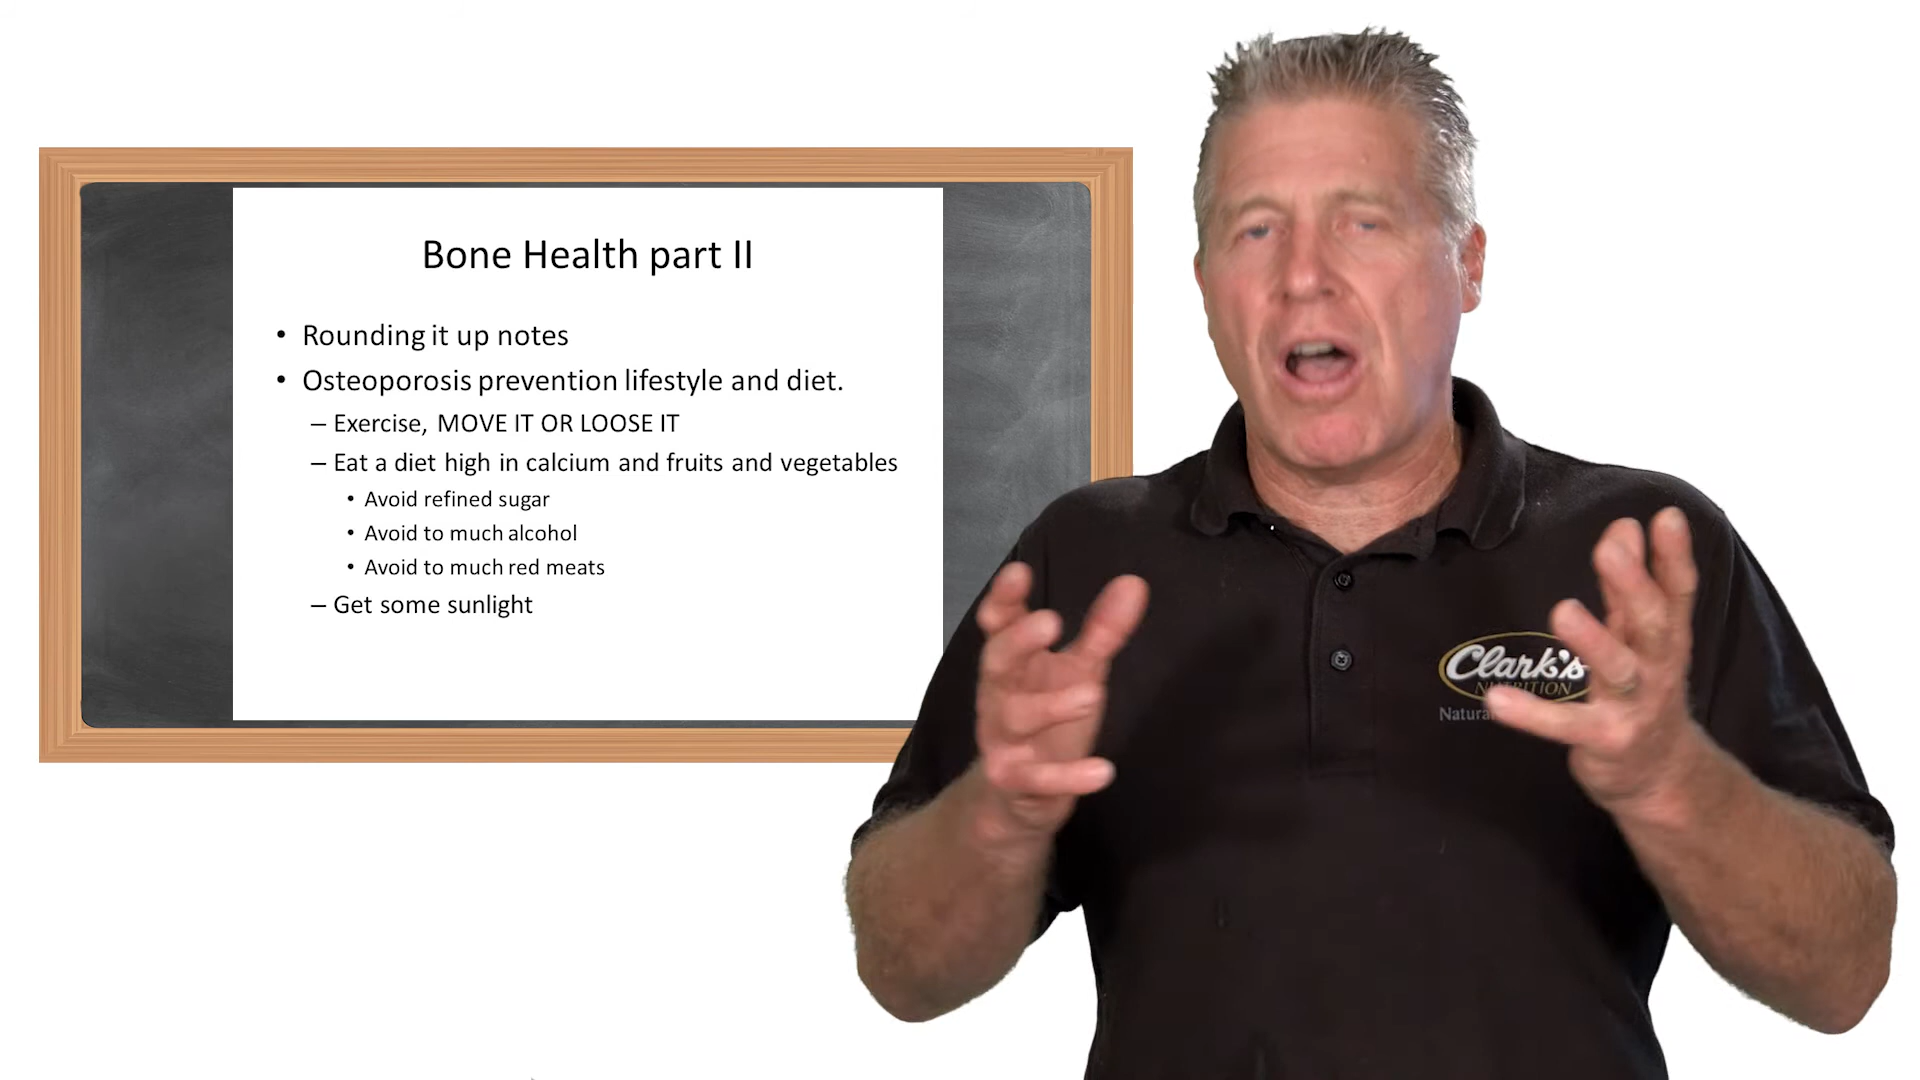 Bone Health part II
• Rounding it up notes
• Osteoporosis prevention lifestyle and diet.
– Exercise, MOVE IT OR LOOSE IT
– Eat a diet high in calcium and fruits and vegetables
• Avoid refined sugar
• Avoid to much alcohol
• Avoid to much red meats
– Get some sunlight
Clark's
NUTRITION